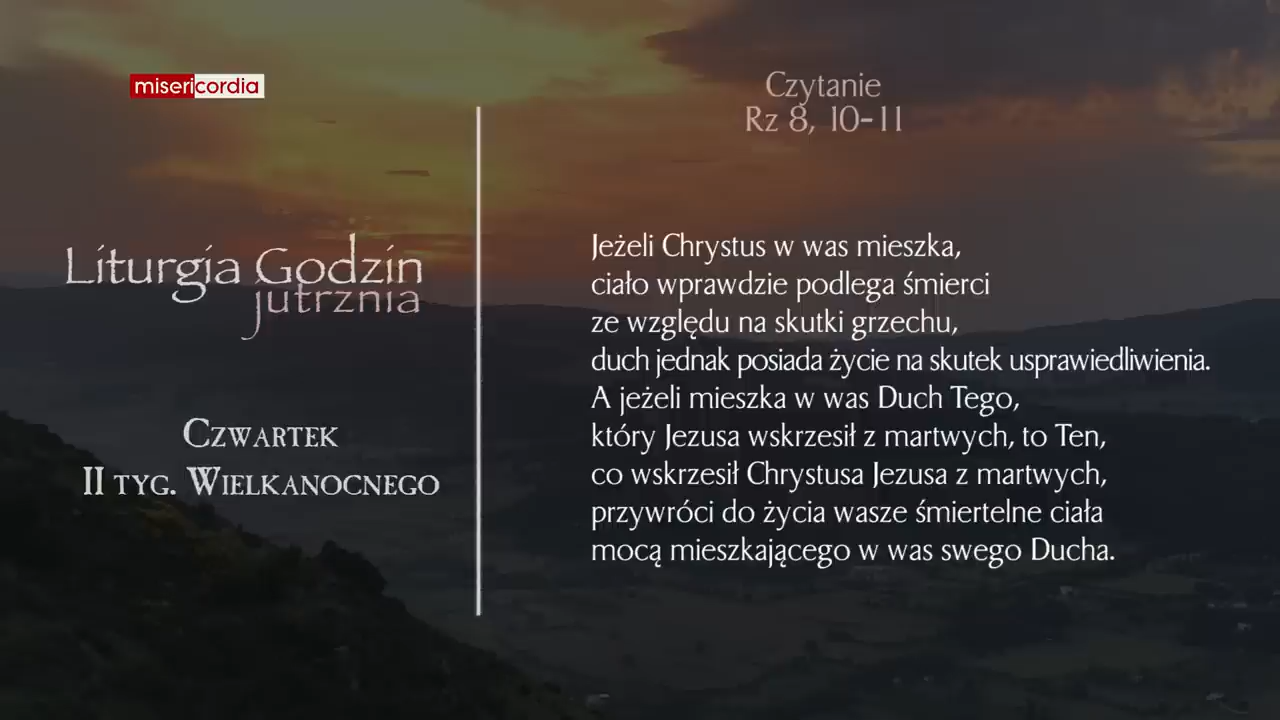 misericordia
Liturgia Godzin
jutrznia
Czwartek
II tyg. Wielkanocnego
Czytanie
Rz 8, 10-11
Jeżeli Chrystus w was mieszka,
ciało wprawdzie podlega śmierci
ze względu na skutki grzechu,
duch jednak posiada życie na skutek usprawiedliwienia.
A jeżeli mieszka w was Duch Tego,
który Jezusa wskrzesił z martwych, to Ten,
co wskrzesił Chrystusa Jezusa z martwych,
przywróci do życia wasze śmiertelne ciała
mocą mieszkającego w was swego Ducha.